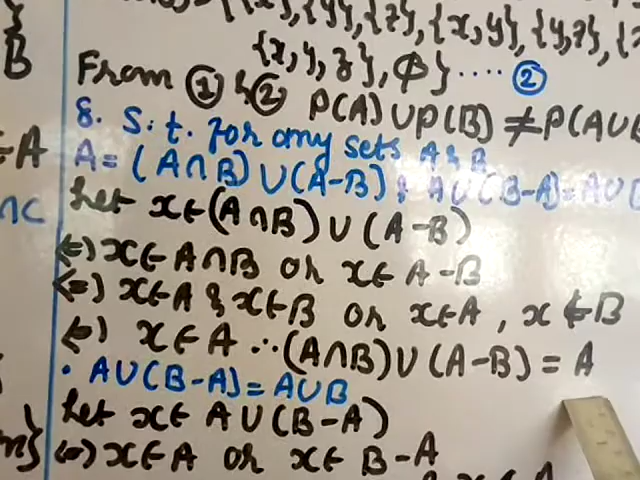 B
∈ A
∩C
n}
{x},{y},{z},{x,y},{y,z},{z
{x,y,z},ϕ} .... ②
From ① & ② P(A)∪P(B) ≠ P(A∪B
8. S.t. for any sets A & B
A = (A∩B)∪(A-B) & A∪(B-A)=A∪B
Let x∈(A∩B)∪(A-B)
⇔) x∈A∩B or x∈A-B
⇔) x∈A & x∈B or x∈A, x∉B
⇔) x∈A ∴(A∩B)∪(A-B) = A
• A∪(B-A)=A∪B
Let x∈A∪(B-A)
⇔) x∈A or x∈B-A